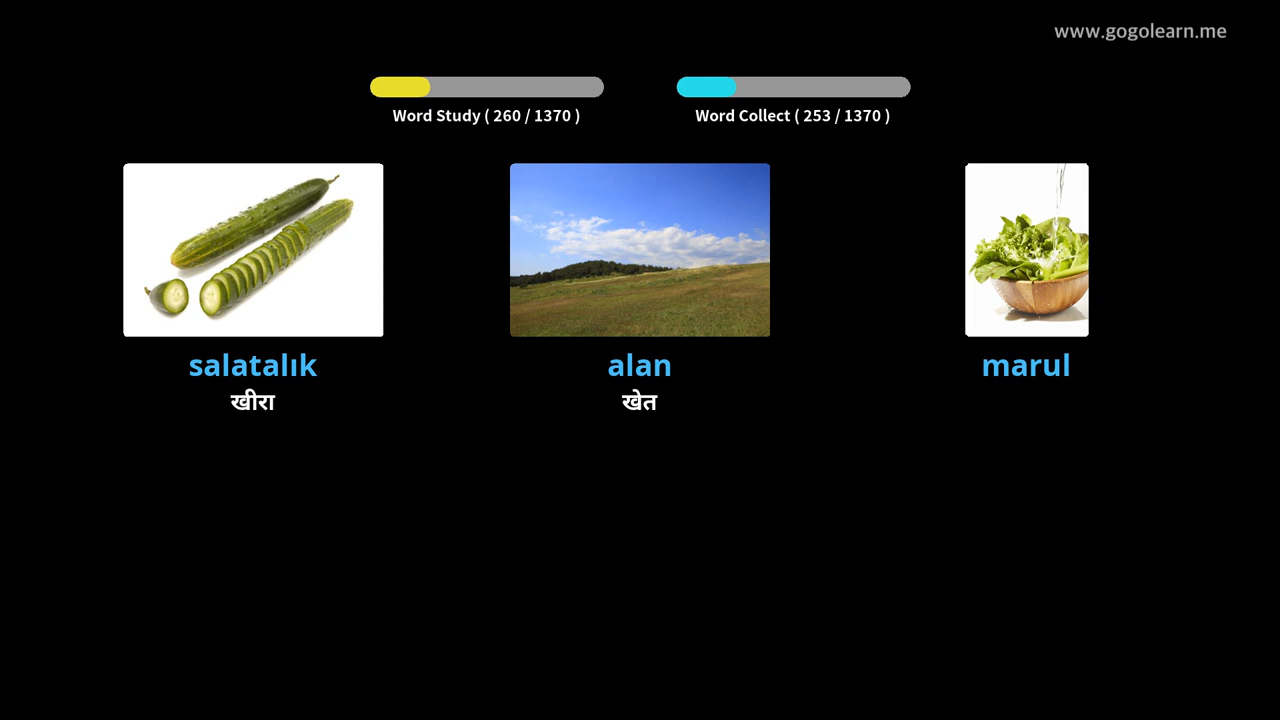 www.gogolearn.me
Word Study ( 260 / 1370 )
Word Collect ( 253 / 1370 )
salatalık
खीरा
alan
खेत
marul